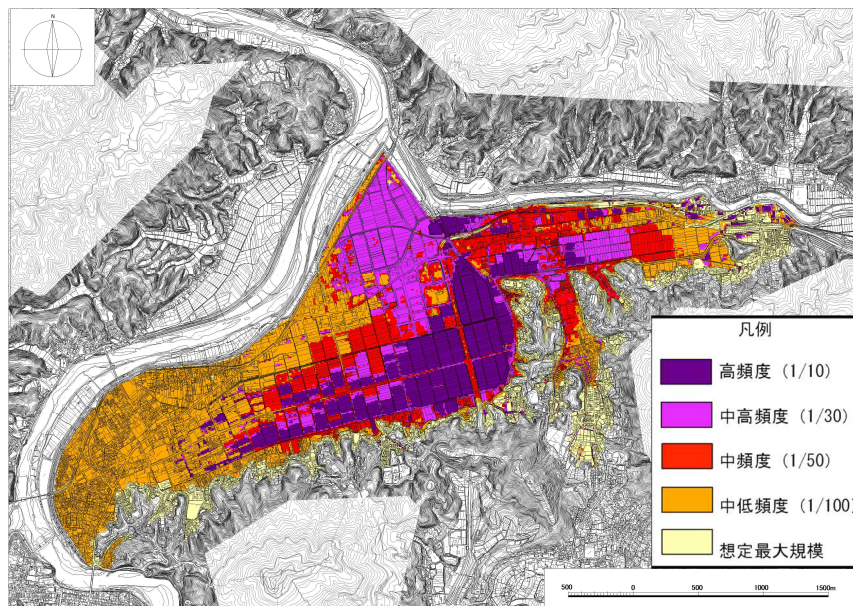 N
凡例
高頻度 (1/10)
中高頻度 (1/30)
中頻度 (1/50)
中低頻度 (1/100)
想定最大規模
500 0 500 1000 1500m